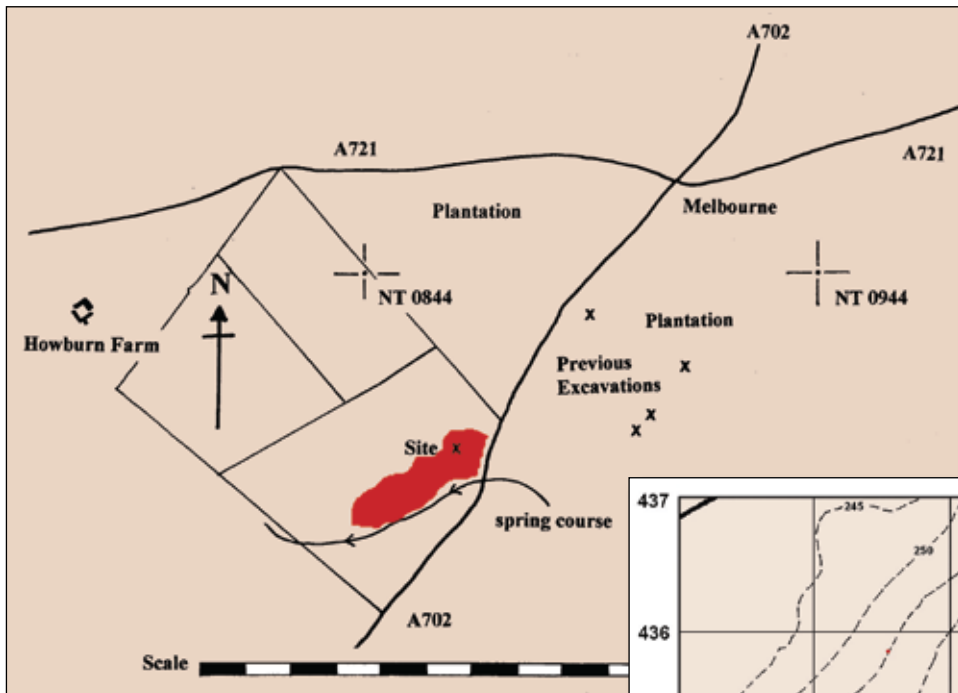 A702
A721
A721
Plantation
Melbourne
N
NT 0844
NT 0944
Howburn Farm
x
Plantation
Previous
Excavations
x
x
x
Site x
spring course
A702
Scale
437
245
250
436